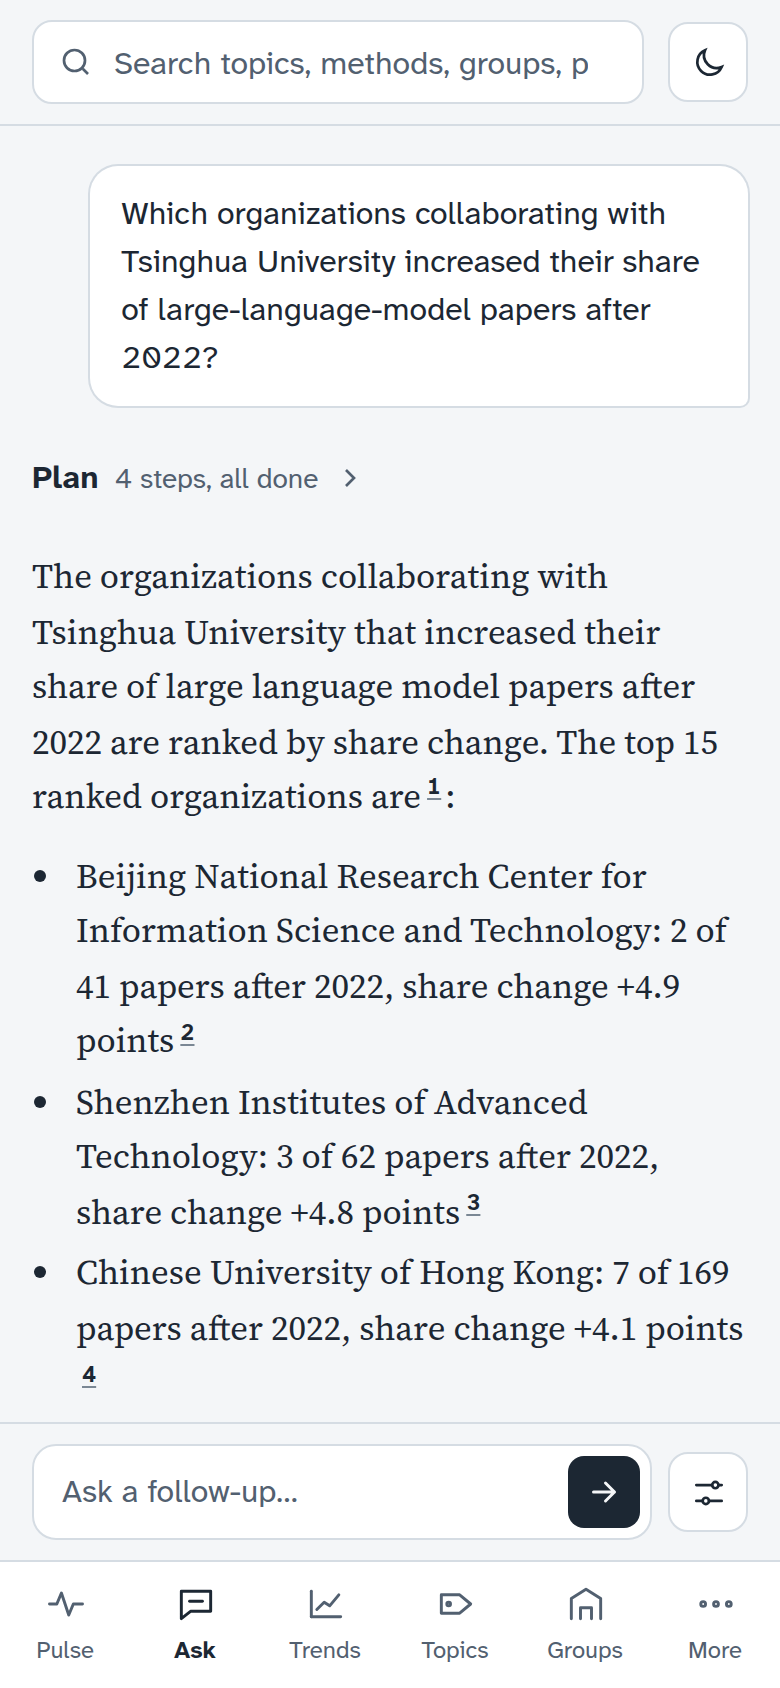 Search topics, methods, groups, p
Which organizations collaborating with
Tsinghua University increased their share
of large-language-model papers after
2022?
Plan 4 steps, all done
The organizations collaborating with
Tsinghua University that increased their
share of large language model papers after
2022 are ranked by share change. The top 15
ranked organizations are 1 :
• Beijing National Research Center for
Information Science and Technology: 2 of
41 papers after 2022, share change +4.9
points 2
• Shenzhen Institutes of Advanced
Technology: 3 of 62 papers after 2022,
share change +4.8 points 3
• Chinese University of Hong Kong: 7 of 169
papers after 2022, share change +4.1 points
4
Ask a follow-up...
Pulse Ask Trends Topics Groups More